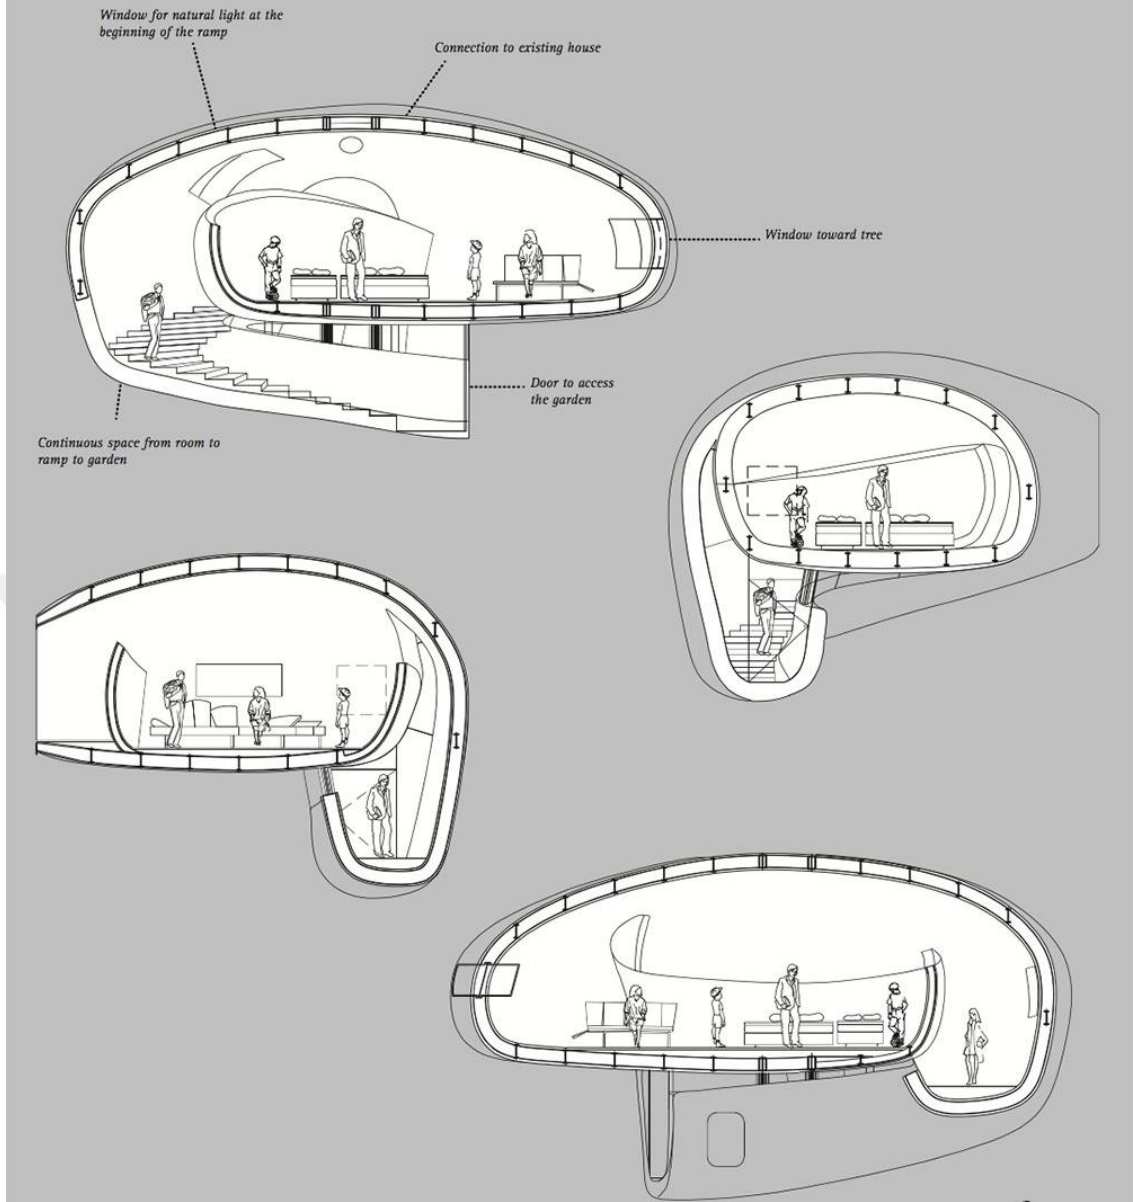 Window for natural light at the
beginning of the ramp
Connection to existing house
Window toward tree
Door to access
the garden
Continuous space from room to
ramp to garden